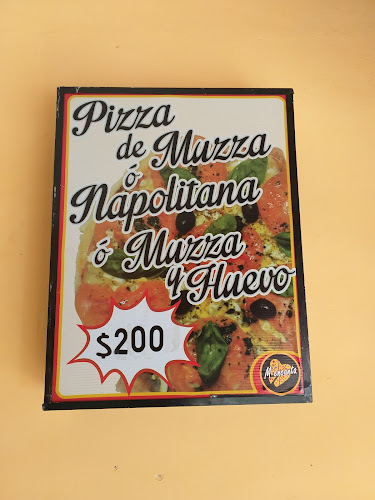 Pizza
de Muzza
ó
Napolitana
ó Muzza
y Huevo
$200